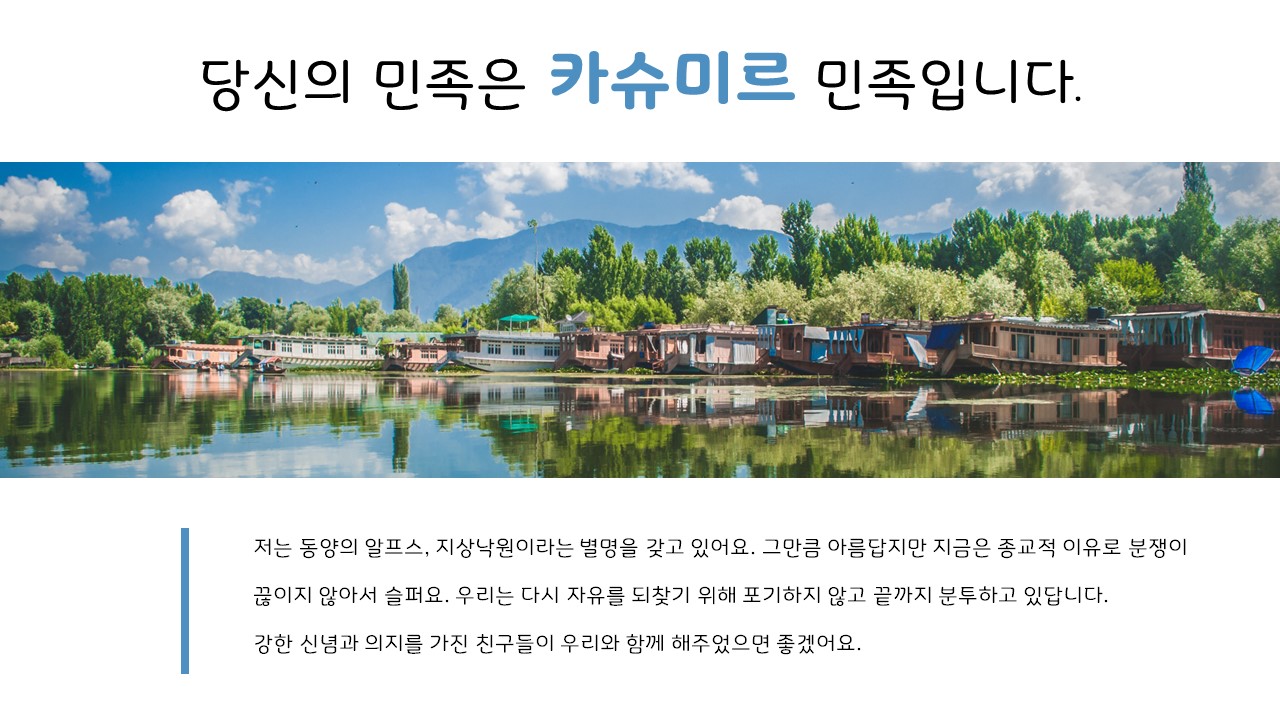 당신의 민족은 카슈미르 민족입니다.
저는 동양의 알프스, 지상낙원이라는 별명을 갖고 있어요. 그만큼 아름답지만 지금은 종교적 이유로 분쟁이
끊이지 않아서 슬퍼요. 우리는 다시 자유를 되찾기 위해 포기하지 않고 끝까지 분투하고 있답니다.
강한 신념과 의지를 가진 친구들이 우리와 함께 해주었으면 좋겠어요.